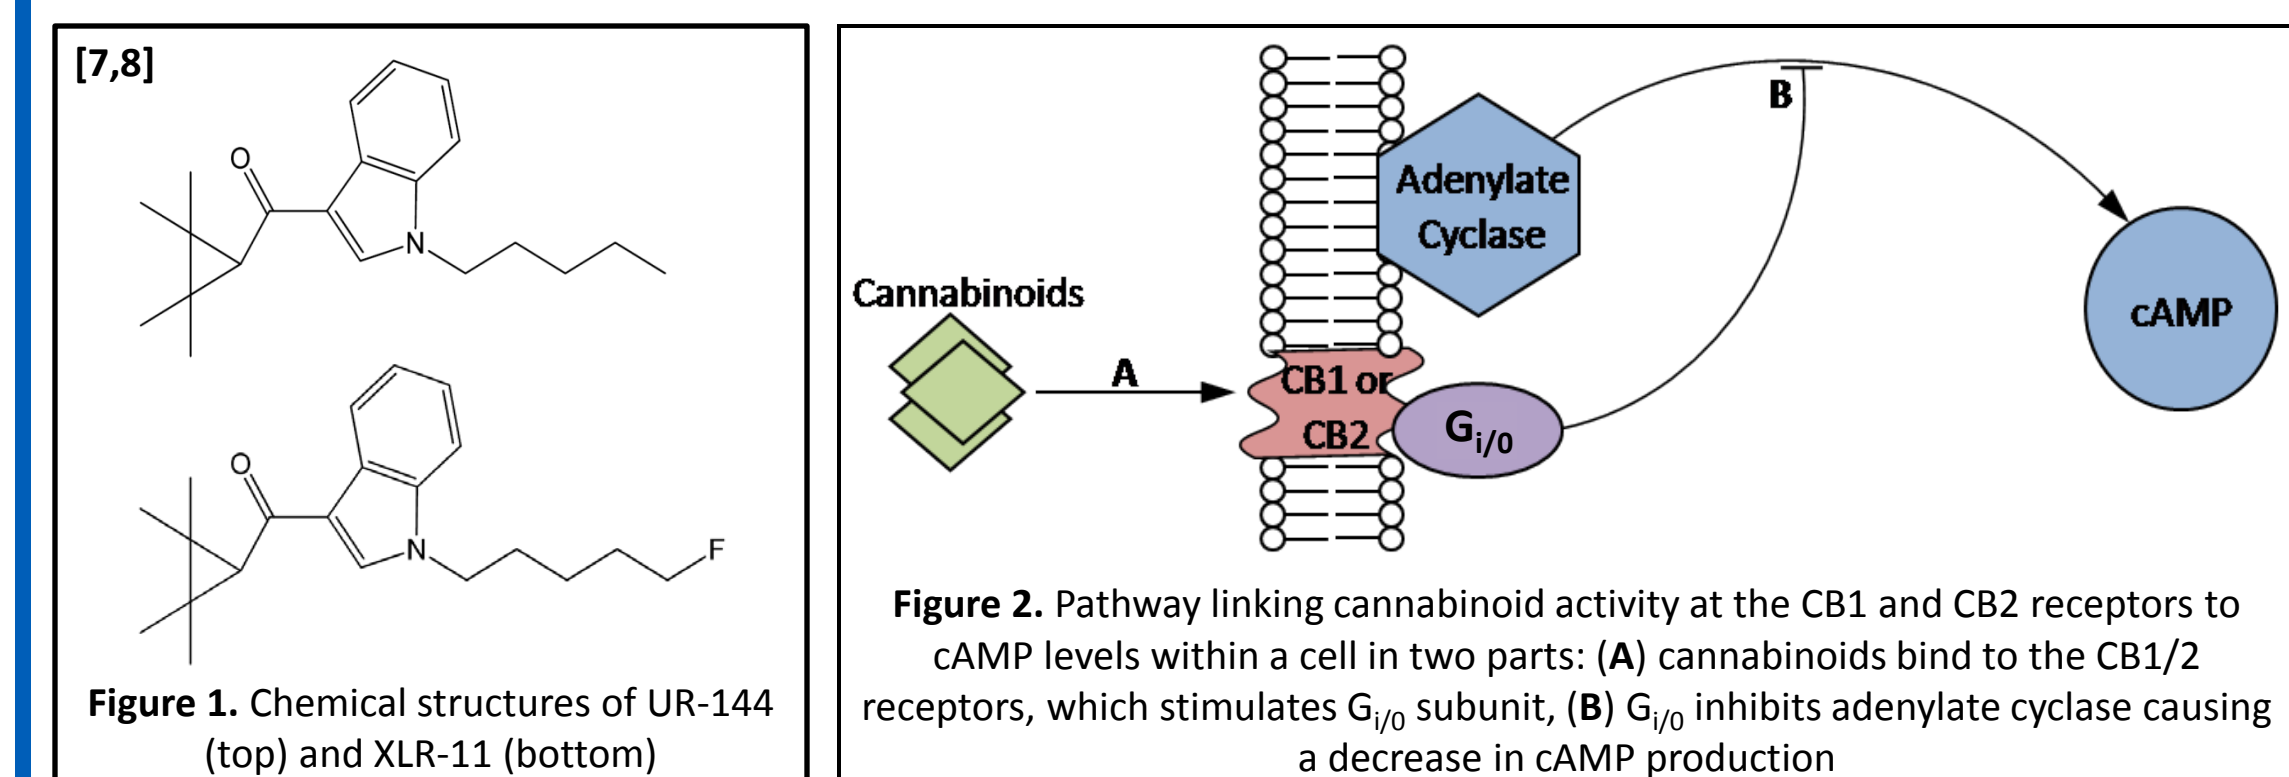 [7,8]
O
N
O
N
F
Figure 1. Chemical structures of UR-144
(top) and XLR-11 (bottom)
Cannabinoids
A
CB1 or
CB2
Gi/0
Adenylate
Cyclase
B
cAMP
Figure 2. Pathway linking cannabinoid activity at the CB1 and CB2 receptors to
cAMP levels within a cell in two parts: (A) cannabinoids bind to the CB1/2
receptors, which stimulates Gi/0 subunit, (B) Gi/0 inhibits adenylate cyclase causing
a decrease in cAMP production